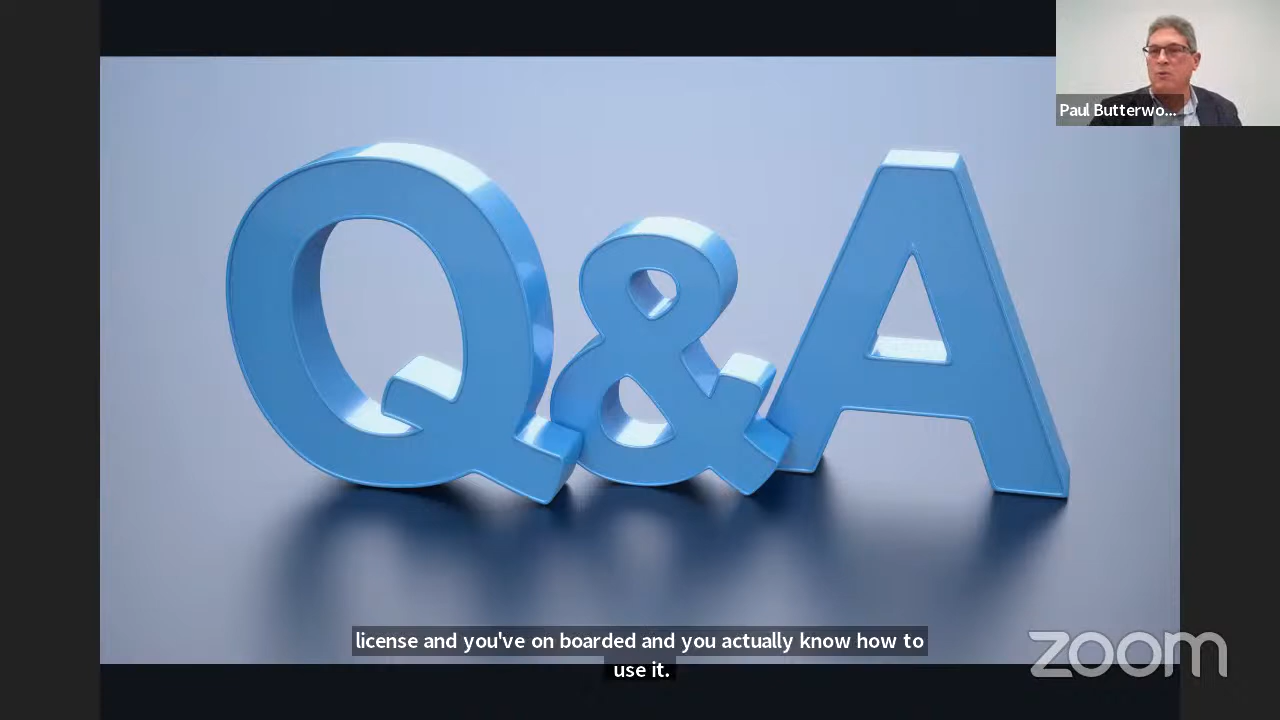 Paul Butterwo...
Q&A
license and you've on boarded and you actually know how to
use it.
zoom